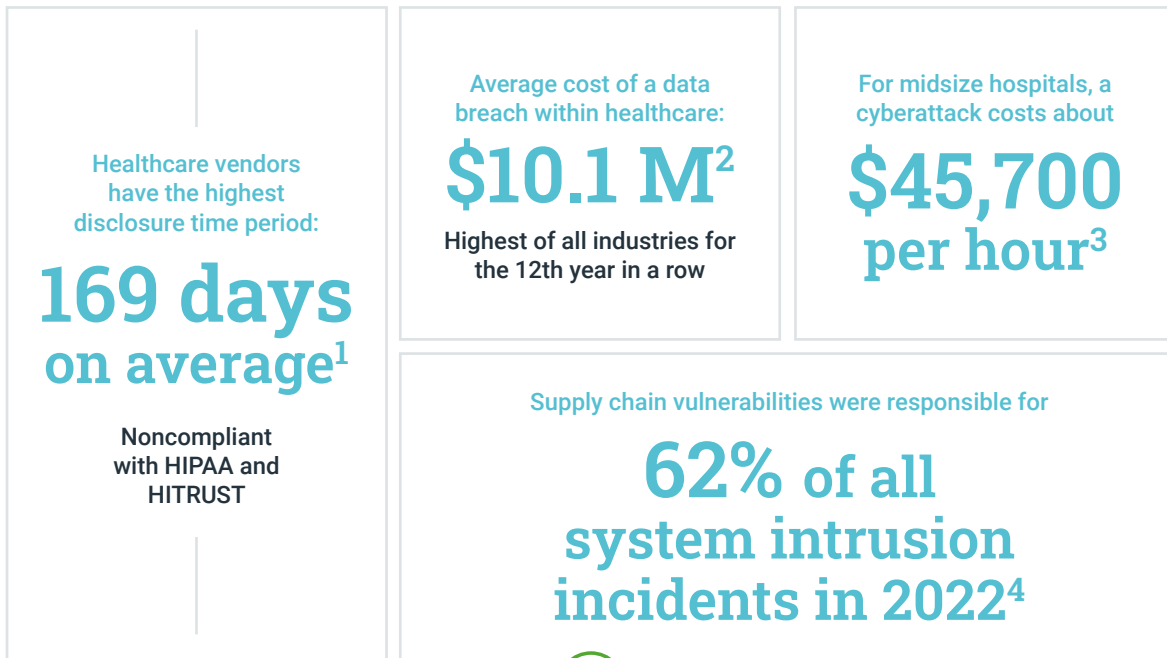 Healthcare vendors
have the highest
disclosure time period:
169 days
on average¹
Noncompliant
with HIPAA and
HITRUST
Average cost of a data
breach within healthcare:
$10.1 M²
Highest of all industries for
the 12th year in a row
For midsize hospitals, a
cyberattack costs about
$45,700
per hour³
Supply chain vulnerabilities were responsible for
62% of all
system intrusion
incidents in 2022⁴